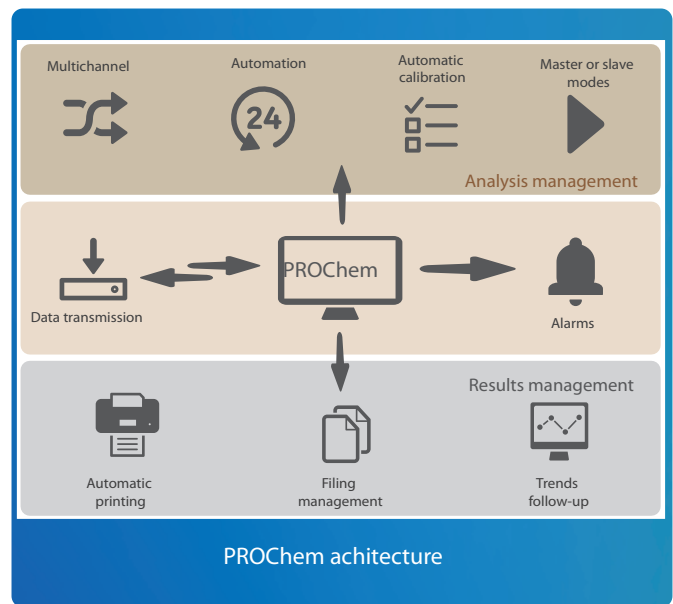 Multichannel
Automation
Automatic
calibration
Master or slave
modes
24
Analysis management
PROChem
Data transmission
Alarms
Results management
Automatic
printing
Filing
management
Trends
follow-up
PROChem achitecture